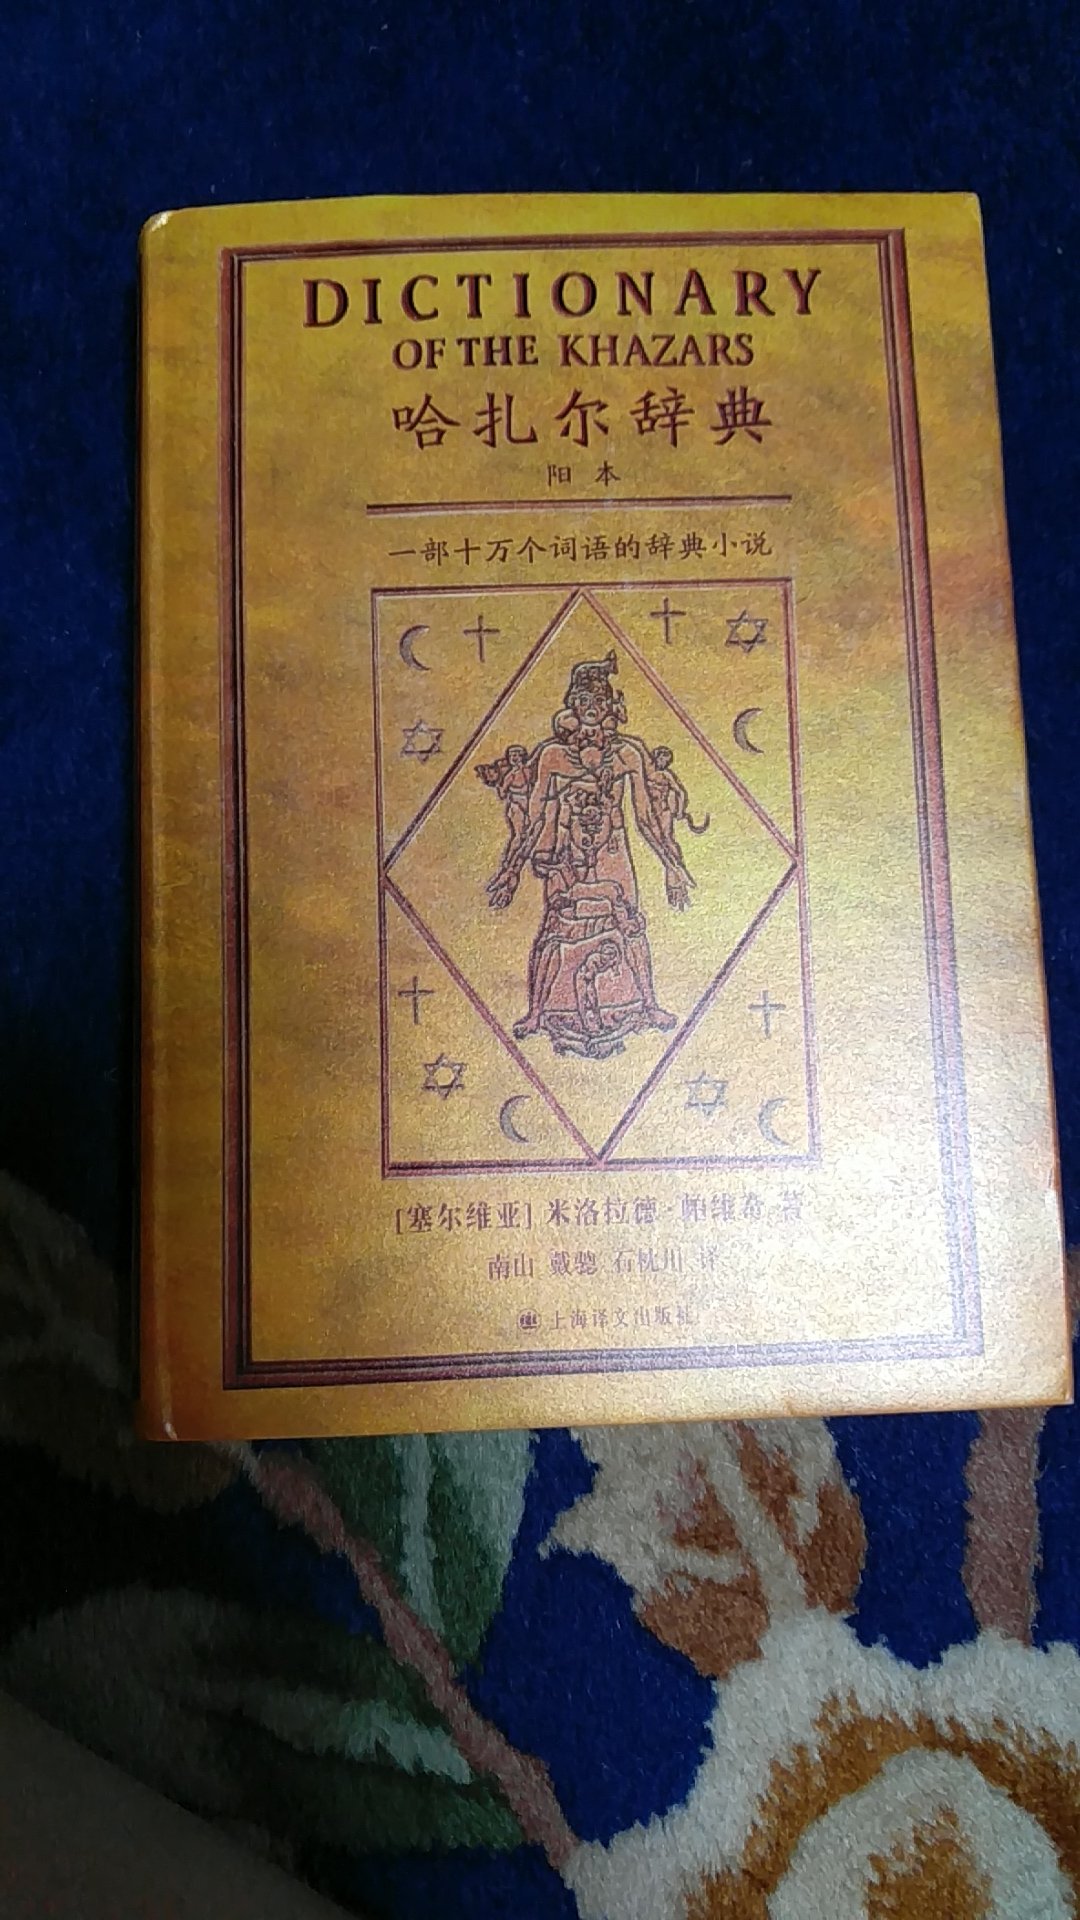 DICTIONARY
OF THE KHAZARS
哈扎尔辞典
阳本
一部十万个词语的辞典小说
[塞尔维亚] 米洛拉德·帕维奇 著
南山 戴骢 石枕川 译
上海译文出版社